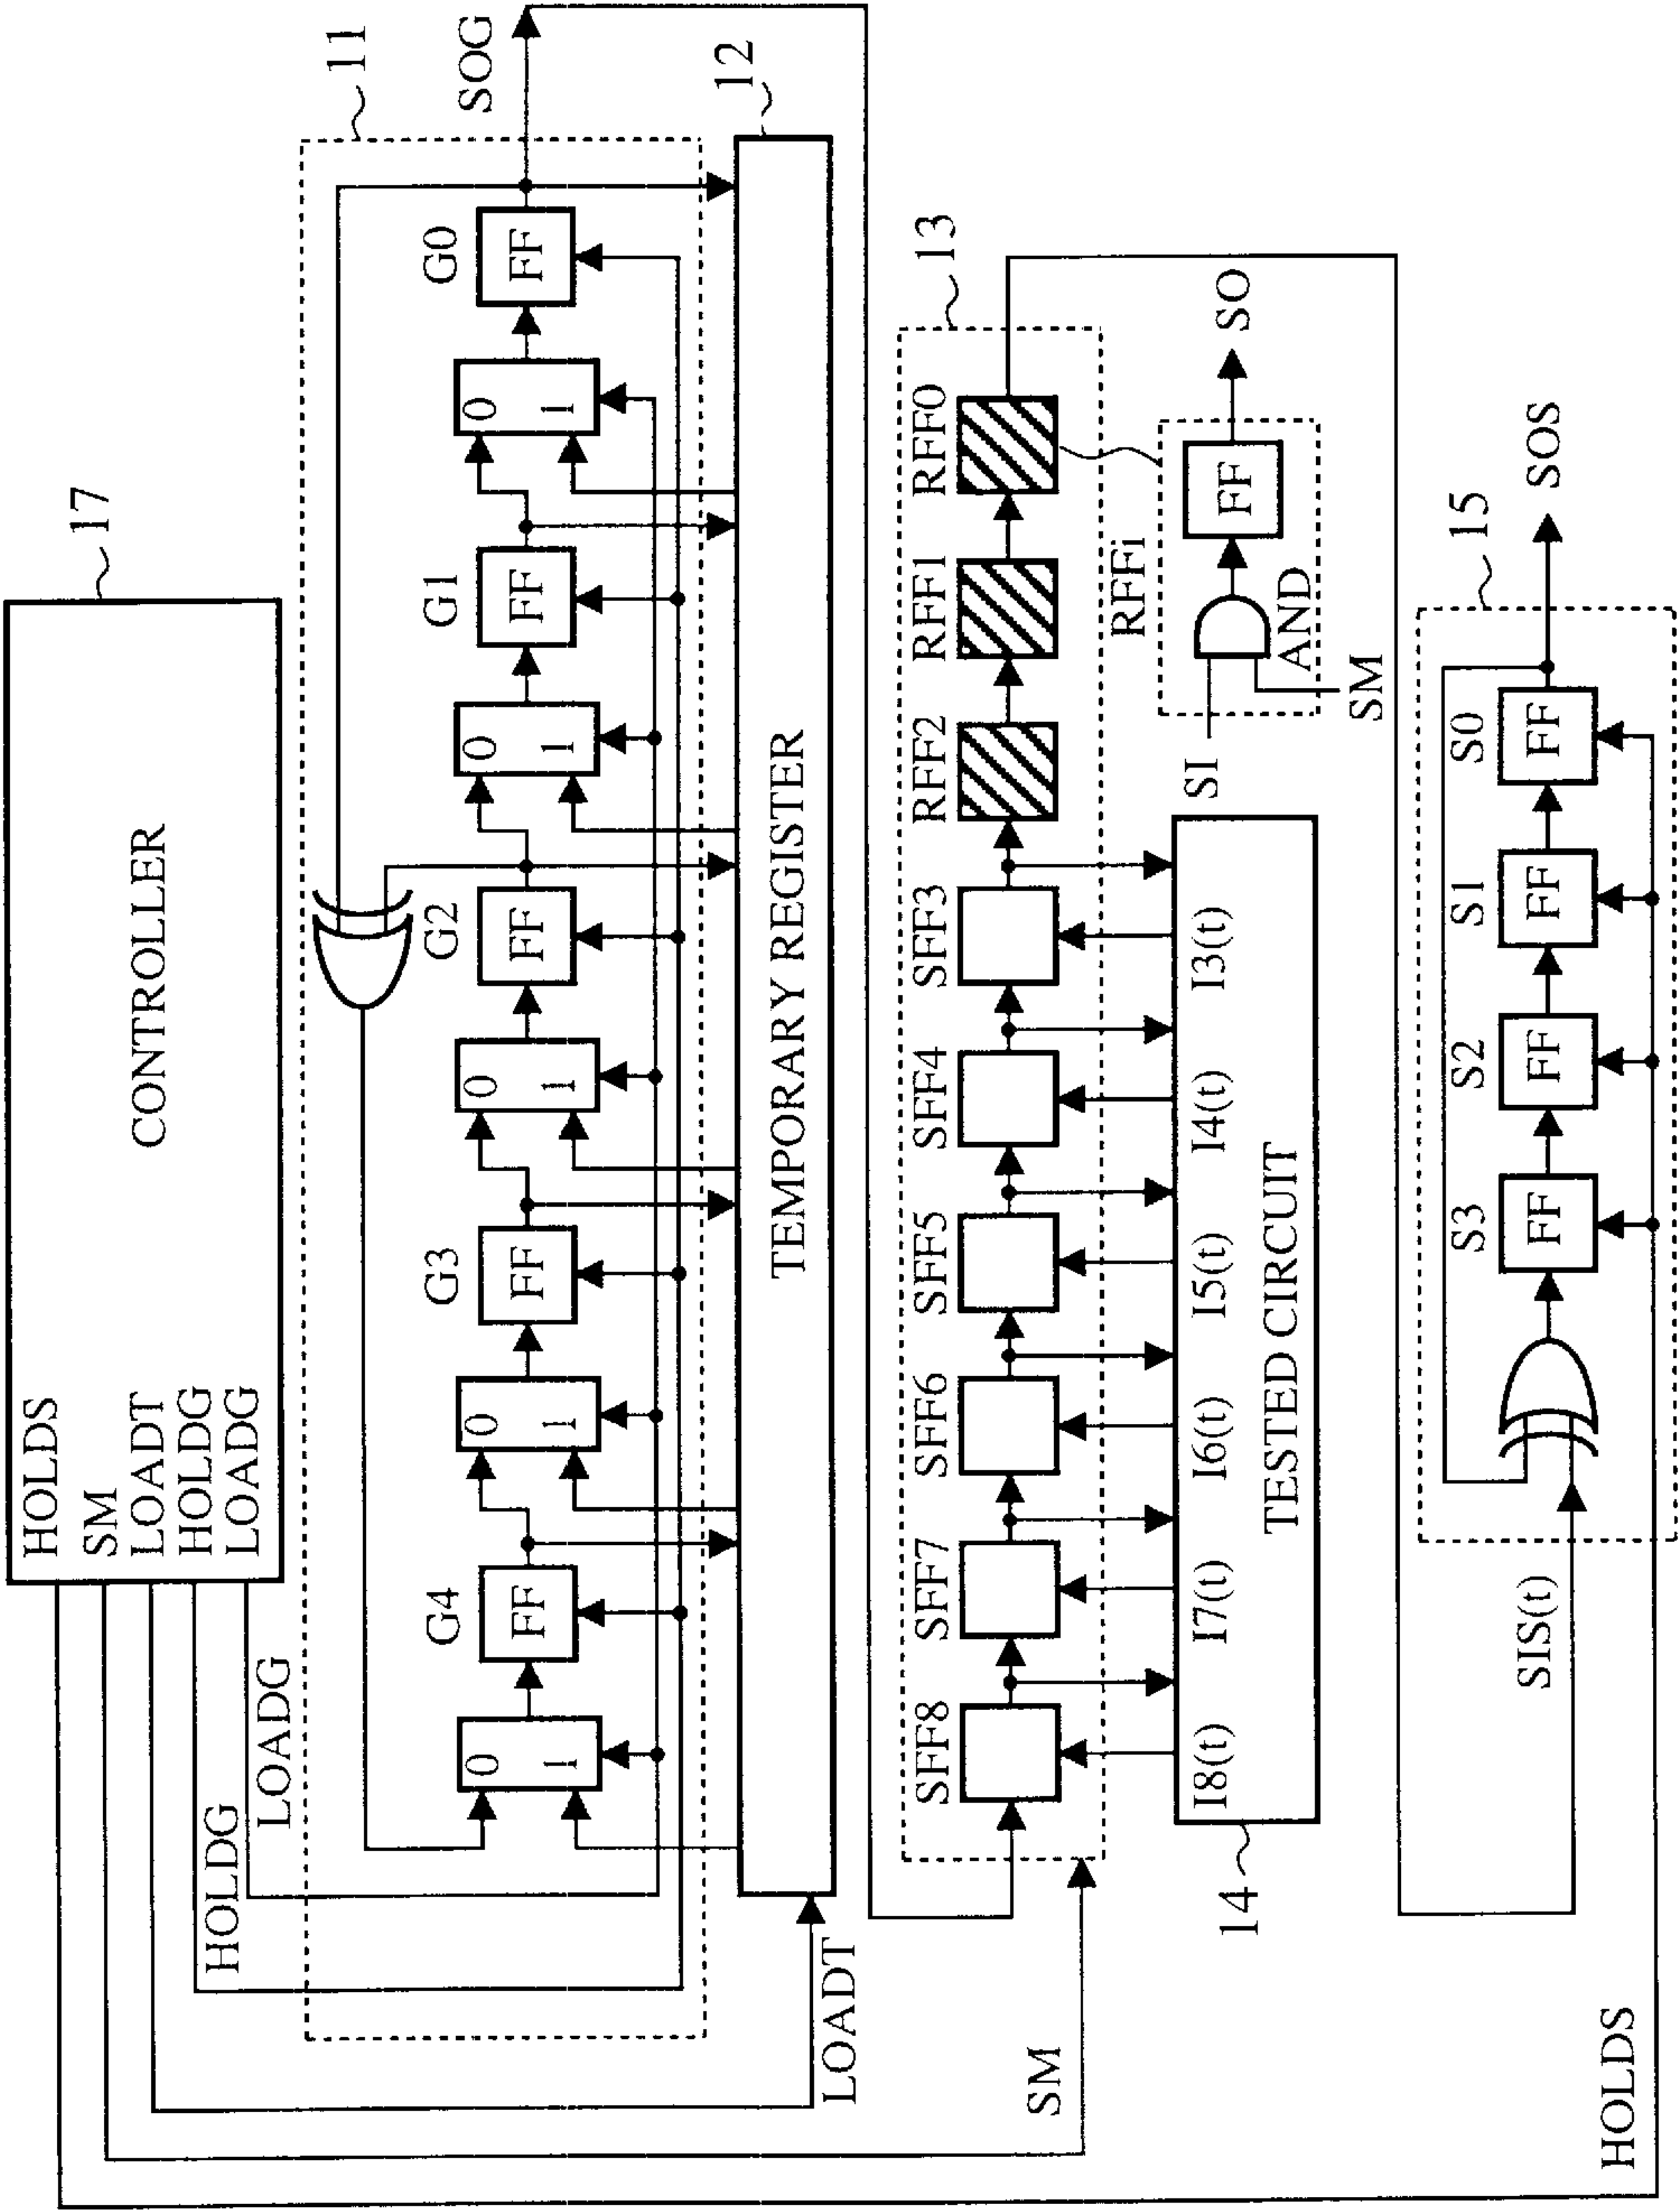 CONTROLLER
17
HOLDS
SM
LOADT
HOLDG
LOADG
HOLDG
LOADG
11
G4
G3
G2
G1
G0
SOG
0
1
FF
0
1
FF
0
1
FF
0
1
FF
0
1
FF
TEMPORARY REGISTER
12
LOADT
13
SFF8
SFF7
SFF6
SFF5
SFF4
SFF3
RFF2
RFF1
RFF0
SM
I8(t)
I7(t)
I6(t)
I5(t)
I4(t)
I3(t)
TESTED CIRCUIT
14
RFFi
SI
FF
SO
AND
SM
15
SIS(t)
S3
S2
S1
S0
FF
FF
FF
FF
SOS
HOLDS